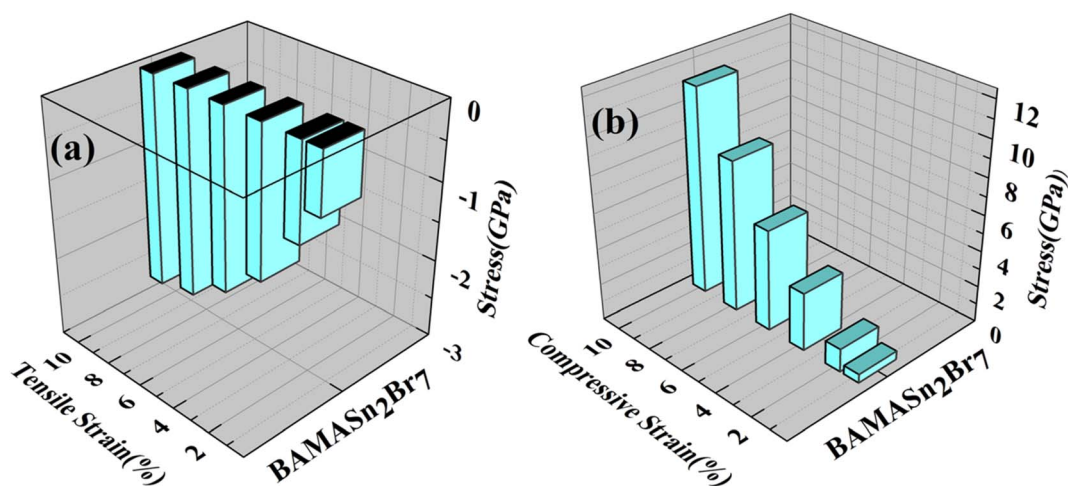 (a)
0
-1
-2
-3
Stress(GPa)
10
8
6
4
2
Tensile Strain(%)
BAMASn2Br7
(b)
12
10
8
6
4
2
0
Stress(GPa))
10
8
6
4
2
Compressive Strain(%)
BAMASn2Br7